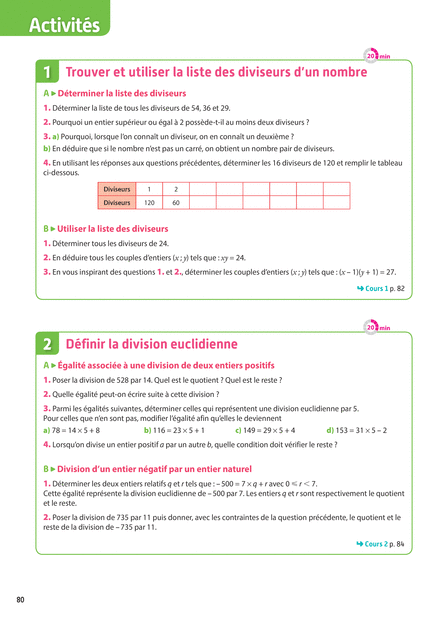 Activités
20 min
1 Trouver et utiliser la liste des diviseurs d'un nombre
A ▸ Déterminer la liste des diviseurs
1. Déterminer la liste de tous les diviseurs de 54, 36 et 29.
2. Pourquoi un entier supérieur ou égal à 2 possède-t-il au moins deux diviseurs ?
3. a) Pourquoi, lorsque l'on connaît un diviseur, on en connaît un deuxième ?
b) En déduire que si le nombre n'est pas un carré, on obtient un nombre pair de diviseurs.
4. En utilisant les réponses aux questions précédentes, déterminer les 16 diviseurs de 120 et remplir le tableau
ci-dessous.
Diviseurs 1 2
Diviseurs 120 60
B ▸ Utiliser la liste des diviseurs
1. Déterminer tous les diviseurs de 24.
2. En déduire tous les couples d'entiers (x ; y) tels que : xy = 24.
3. En vous inspirant des questions 1. et 2., déterminer les couples d'entiers (x ; y) tels que : (x – 1)(y + 1) = 27.
↪ Cours 1 p. 82
20 min
2 Définir la division euclidienne
A ▸ Égalité associée à une division de deux entiers positifs
1. Poser la division de 528 par 14. Quel est le quotient ? Quel est le reste ?
2. Quelle égalité peut-on écrire suite à cette division ?
3. Parmi les égalités suivantes, déterminer celles qui représentent une division euclidienne par 5.
Pour celles que n'en sont pas, modifier l'égalité afin qu'elles le deviennent
a) 78 = 14 × 5 + 8 b) 116 = 23 × 5 + 1 c) 149 = 29 × 5 + 4 d) 153 = 31 × 5 – 2
4. Lorsqu'on divise un entier positif a par un autre b, quelle condition doit vérifier le reste ?
B ▸ Division d'un entier négatif par un entier naturel
1. Déterminer les deux entiers relatifs q et r tels que : – 500 = 7 × q + r avec 0 ⩽ r < 7.
Cette égalité représente la division euclidienne de – 500 par 7. Les entiers q et r sont respectivement le quotient
et le reste.
2. Poser la division de 735 par 11 puis donner, avec les contraintes de la question précédente, le quotient et le
reste de la division de – 735 par 11.
↪ Cours 2 p. 84
80